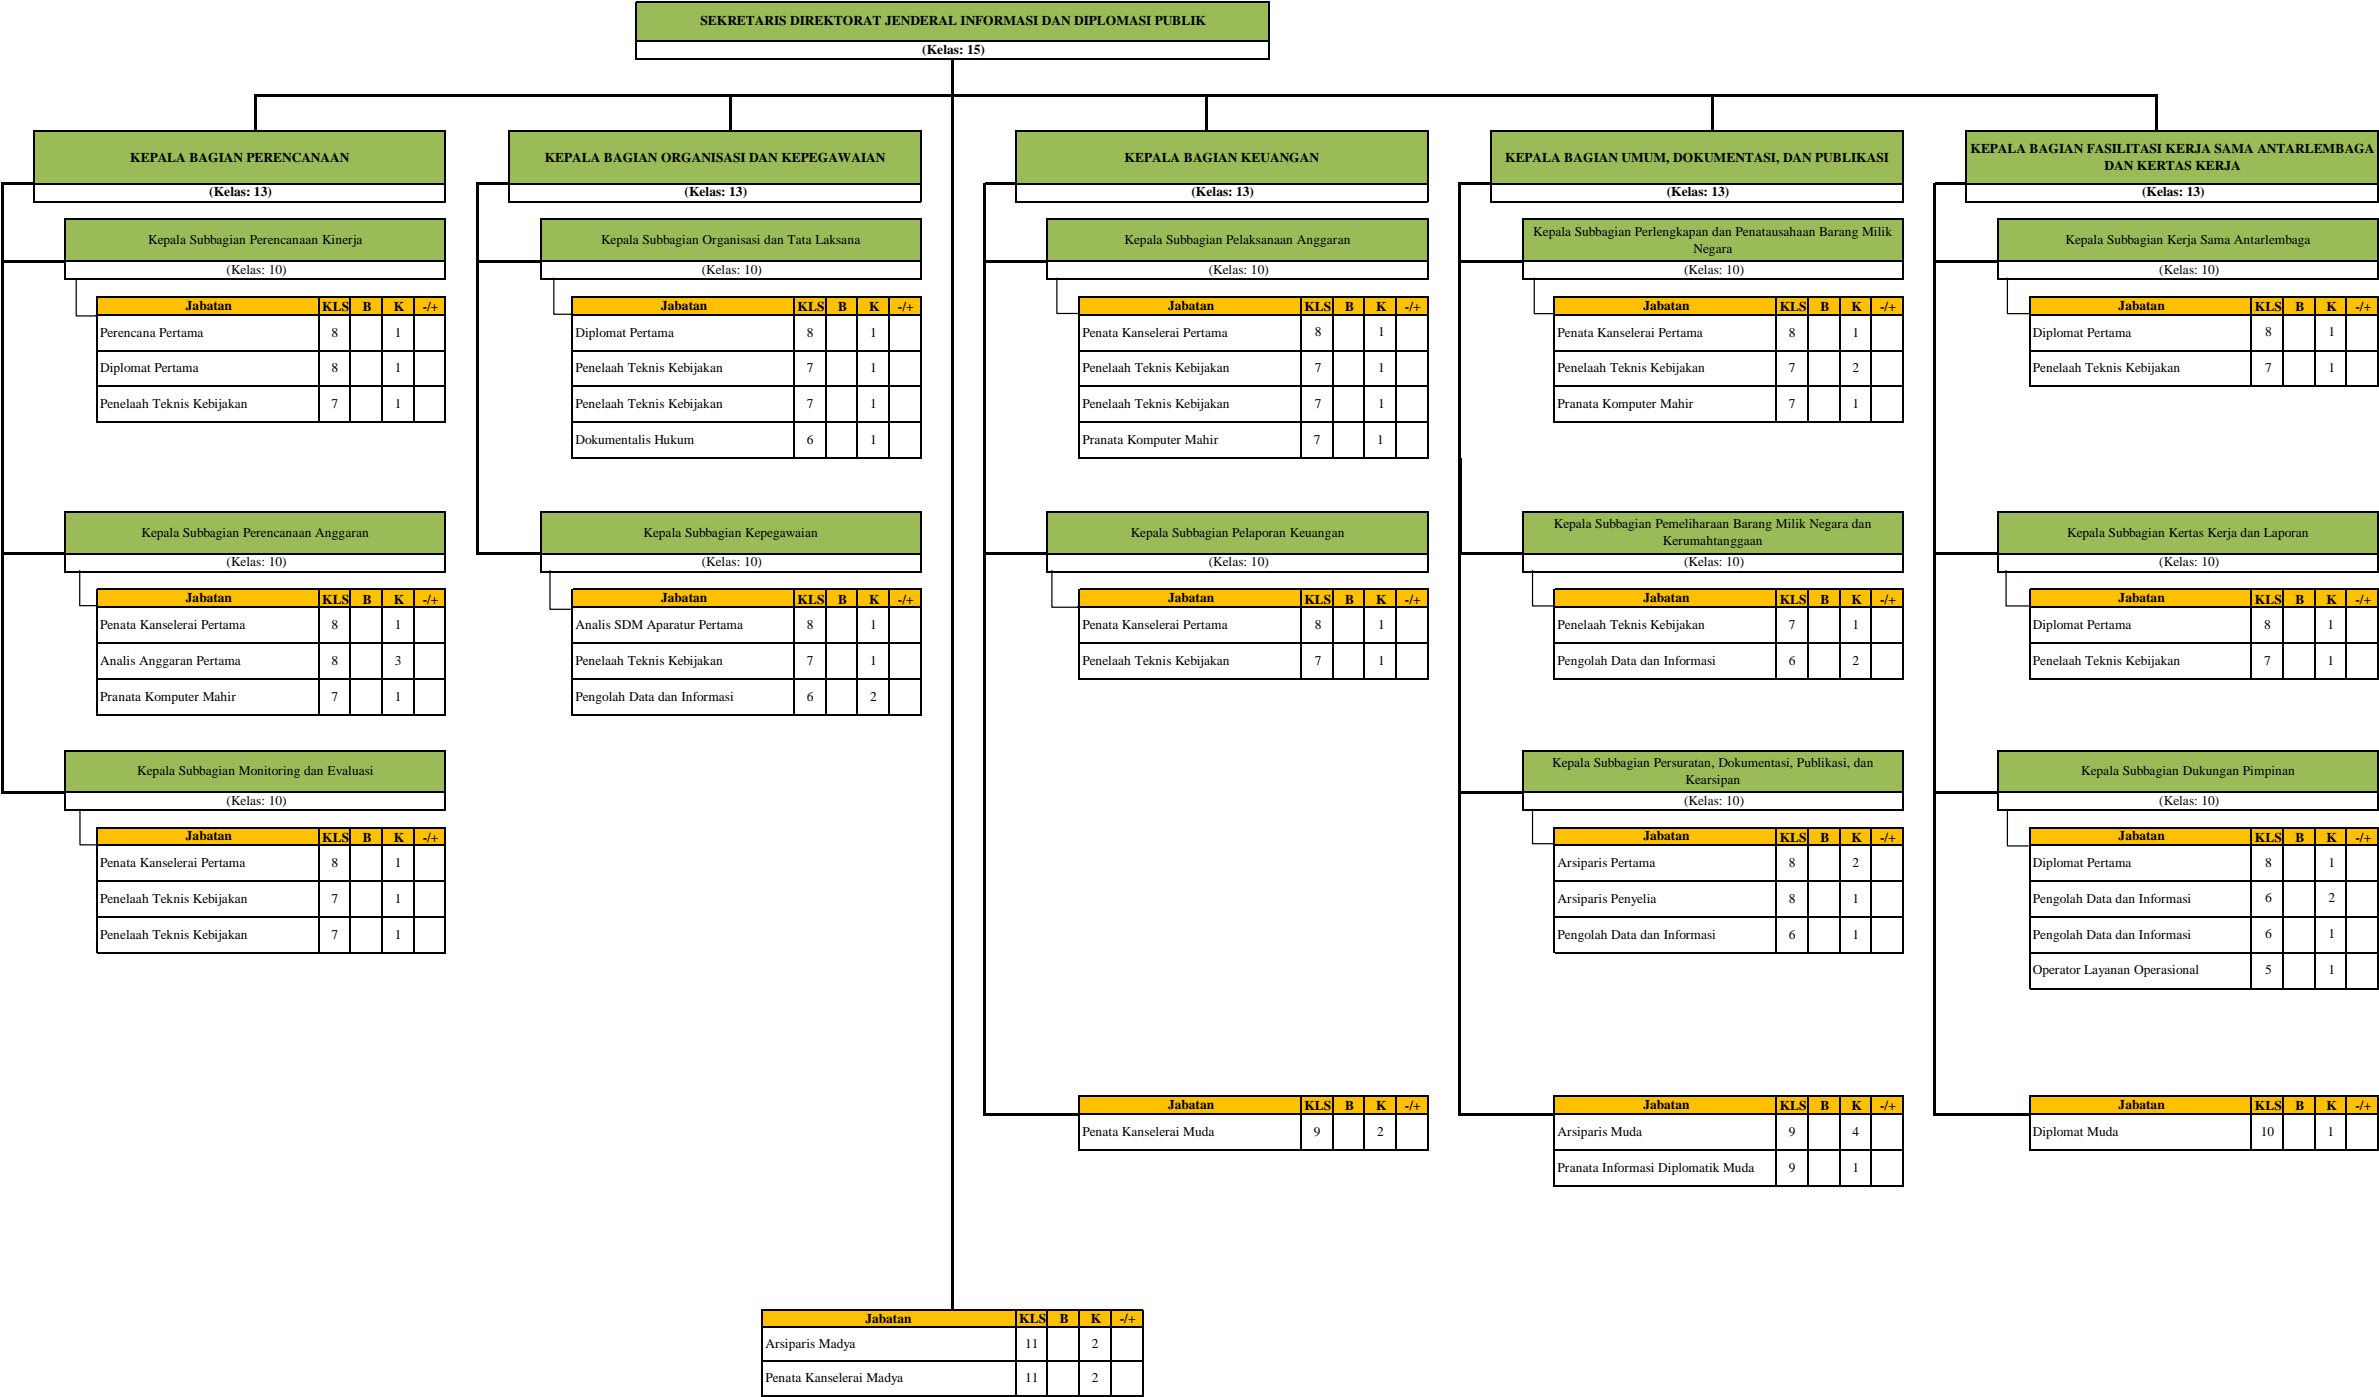 SEKRETARIS DIREKTORAT JENDERAL INFORMASI DAN DIPLOMASI PUBLIK
(Kelas: 15)
KEPALA BAGIAN PERENCANAAN
(Kelas: 13)
Kepala Subbagian Perencanaan Kinerja
(Kelas: 10)
Jabatan KLS B K -/+
Perencana Pertama 8 1
Diplomat Pertama 8 1
Penelaah Teknis Kebijakan 7 1
Kepala Subbagian Perencanaan Anggaran
(Kelas: 10)
Jabatan KLS B K -/+
Penata Kanselerai Pertama 8 1
Analis Anggaran Pertama 8 3
Pranata Komputer Mahir 7 1
Kepala Subbagian Monitoring dan Evaluasi
(Kelas: 10)
Jabatan KLS B K -/+
Penata Kanselerai Pertama 8 1
Penelaah Teknis Kebijakan 7 1
Penelaah Teknis Kebijakan 7 1
KEPALA BAGIAN ORGANISASI DAN KEPEGAWAIAN
(Kelas: 13)
Kepala Subbagian Organisasi dan Tata Laksana
(Kelas: 10)
Jabatan KLS B K -/+
Diplomat Pertama 8 1
Penelaah Teknis Kebijakan 7 1
Penelaah Teknis Kebijakan 7 1
Dokumentalis Hukum 6 1
Kepala Subbagian Kepegawaian
(Kelas: 10)
Jabatan KLS B K -/+
Analis SDM Aparatur Pertama 8 1
Penelaah Teknis Kebijakan 7 1
Pengolah Data dan Informasi 6 2
KEPALA BAGIAN KEUANGAN
(Kelas: 13)
Kepala Subbagian Pelaksanaan Anggaran
(Kelas: 10)
Jabatan KLS B K -/+
Penata Kanselerai Pertama 8 1
Penelaah Teknis Kebijakan 7 1
Penelaah Teknis Kebijakan 7 1
Pranata Komputer Mahir 7 1
Kepala Subbagian Pelaporan Keuangan
(Kelas: 10)
Jabatan KLS B K -/+
Penata Kanselerai Pertama 8 1
Penelaah Teknis Kebijakan 7 1
Jabatan KLS B K -/+
Penata Kanselerai Muda 9 2
KEPALA BAGIAN UMUM, DOKUMENTASI, DAN PUBLIKASI
(Kelas: 13)
Kepala Subbagian Perlengkapan dan Penatausahaan Barang Milik
Negara
(Kelas: 10)
Jabatan KLS B K -/+
Penata Kanselerai Pertama 8 1
Penelaah Teknis Kebijakan 7 2
Pranata Komputer Mahir 7 1
Kepala Subbagian Pemeliharaan Barang Milik Negara dan
Kerumahtanggaan
(Kelas: 10)
Jabatan KLS B K -/+
Penelaah Teknis Kebijakan 7 1
Pengolah Data dan Informasi 6 2
Kepala Subbagian Persuratan, Dokumentasi, Publikasi, dan
Kearsipan
(Kelas: 10)
Jabatan KLS B K -/+
Arsiparis Pertama 8 2
Arsiparis Penyelia 8 1
Pengolah Data dan Informasi 6 1
Jabatan KLS B K -/+
Arsiparis Muda 9 4
Pranata Informasi Diplomatik Muda 9 1
KEPALA BAGIAN FASILITASI KERJA SAMA ANTARLEMBAGA
DAN KERTAS KERJA
(Kelas: 13)
Kepala Subbagian Kerja Sama Antarlembaga
(Kelas: 10)
Jabatan KLS B K -/+
Diplomat Pertama 8 1
Penelaah Teknis Kebijakan 7 1
Kepala Subbagian Kertas Kerja dan Laporan
(Kelas: 10)
Jabatan KLS B K -/+
Diplomat Pertama 8 1
Penelaah Teknis Kebijakan 7 1
Kepala Subbagian Dukungan Pimpinan
(Kelas: 10)
Jabatan KLS B K -/+
Diplomat Pertama 8 1
Pengolah Data dan Informasi 6 2
Pengolah Data dan Informasi 6 1
Operator Layanan Operasional 5 1
Jabatan KLS B K -/+
Diplomat Muda 10 1
Jabatan KLS B K -/+
Arsiparis Madya 11 2
Penata Kanselerai Madya 11 2